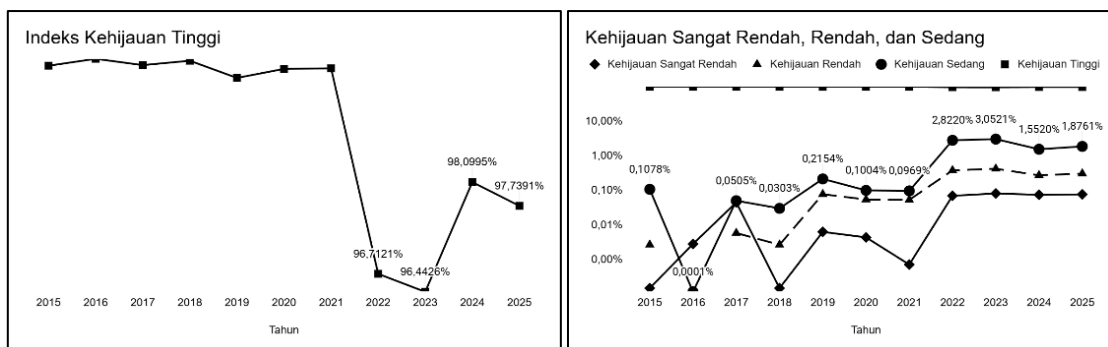 Indeks Kehijauan Tinggi
98,0995%
97,7391%
96,7121%
96,4426%
2015 2016 2017 2018 2019 2020 2021 2022 2023 2024 2025
Tahun
Kehijauan Sangat Rendah, Rendah, dan Sedang
Kehijauan Sangat Rendah Kehijauan Rendah Kehijauan Sedang Kehijauan Tinggi
10,00%
1,00%
0,10%
0,01%
0,00%
0,1078%
0,0001%
0,0505%
0,0303%
0,2154%
0,1004%
0,0969%
2,8220%
3,0521%
1,5520%
1,8761%
2015 2016 2017 2018 2019 2020 2021 2022 2023 2024 2025
Tahun